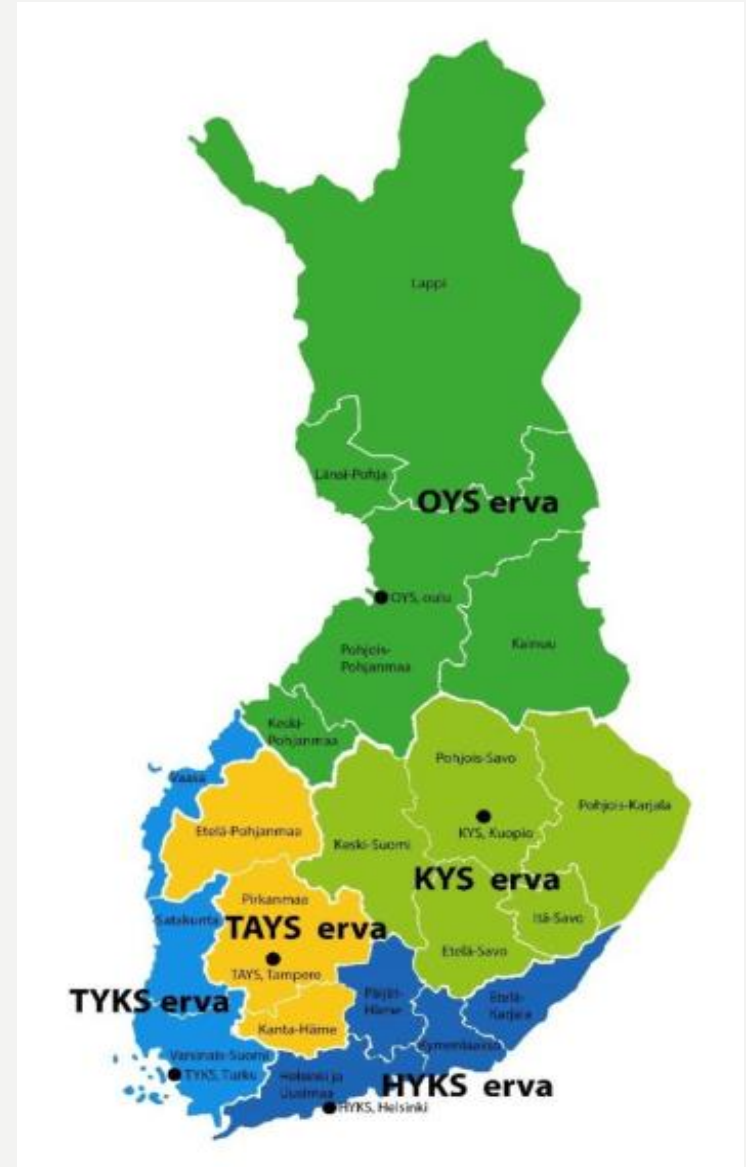 Lappi
Länsi-Pohja
OYS erva
OYS, oulu
Pohjois-
Pohjanmaa
Kainuu
Keski-
Pohjanmaa
Vaasa
Etelä-Pohjanmaa
Pohjois-Savo
Pohjois-Karjala
KYS, Kuopio
Keski-Suomi
KYS erva
Itä-Savo
Etelä-Savo
Pirkanmaa
Satakunta
TAYS erva
TAYS, Tampere
TYKS erva
Kanta-Häme
Päijät-
Häme
Etelä-
Karjala
Kymenlaakso
Varsinais-Suomi
TYKS, Turku
Helsinki ja
Uusimaa
HYKS erva
HYKS, Helsinki